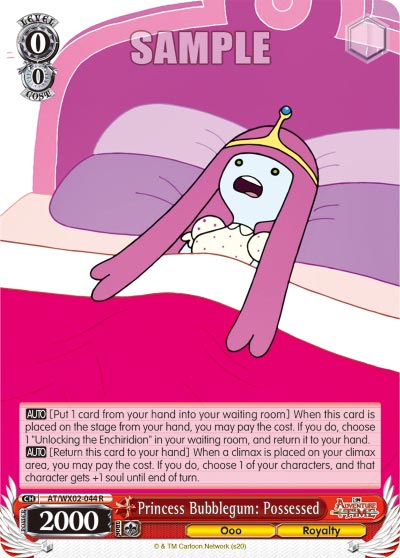 LEVEL
0
0
COST
SAMPLE
AUTO [Put 1 card from your hand into your waiting room] When this card is
placed on the stage from your hand, you may pay the cost. If you do, choose
1 "Unlocking the Enchiridion" in your waiting room, and return it to your hand.
AUTO [Return this card to your hand] When a climax is placed on your climax
area, you may pay the cost. If you do, choose 1 of your characters, and that
character gets +1 soul until end of turn.
CH AT/WX02-044 R
POWER 2000
Princess Bubblegum: Possessed
ADVENTURE TIME
Ooo Royalty
© & TM Cartoon Network (s20)